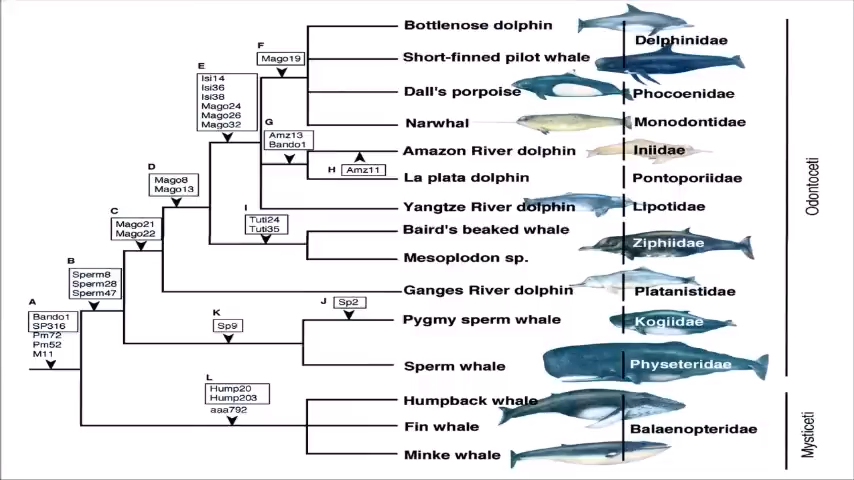 Bottlenose dolphin
Delphinidae
Short-finned pilot whale
Dall's porpoise
Phocoenidae
Narwhal
Monodontidae
Amazon River dolphin
Iniidae
La plata dolphin
Pontoporiidae
Yangtze River dolphin
Lipotidae
Baird's beaked whale
Ziphiidae
Mesoplodon sp.
Ganges River dolphin
Platanistidae
Pygmy sperm whale
Kogiidae
Sperm whale
Physeteridae
Humpback whale
Fin whale
Balaenopteridae
Minke whale
Odontoceti
Mysticeti
F
Mago19
E
Isi14
Isi36
Isi38
Mago24
Mago26
Mago32
G
Amz13
Bando1
H
Amz11
D
Mago8
Mago13
I
Tuti24
Tuti35
C
Mago21
Mago22
B
Sperm8
Sperm28
Sperm47
A
Bando1
SP316
Pm72
Pm52
M11
J
Sp2
K
Sp9
L
Hump20
Hump203
aaa792